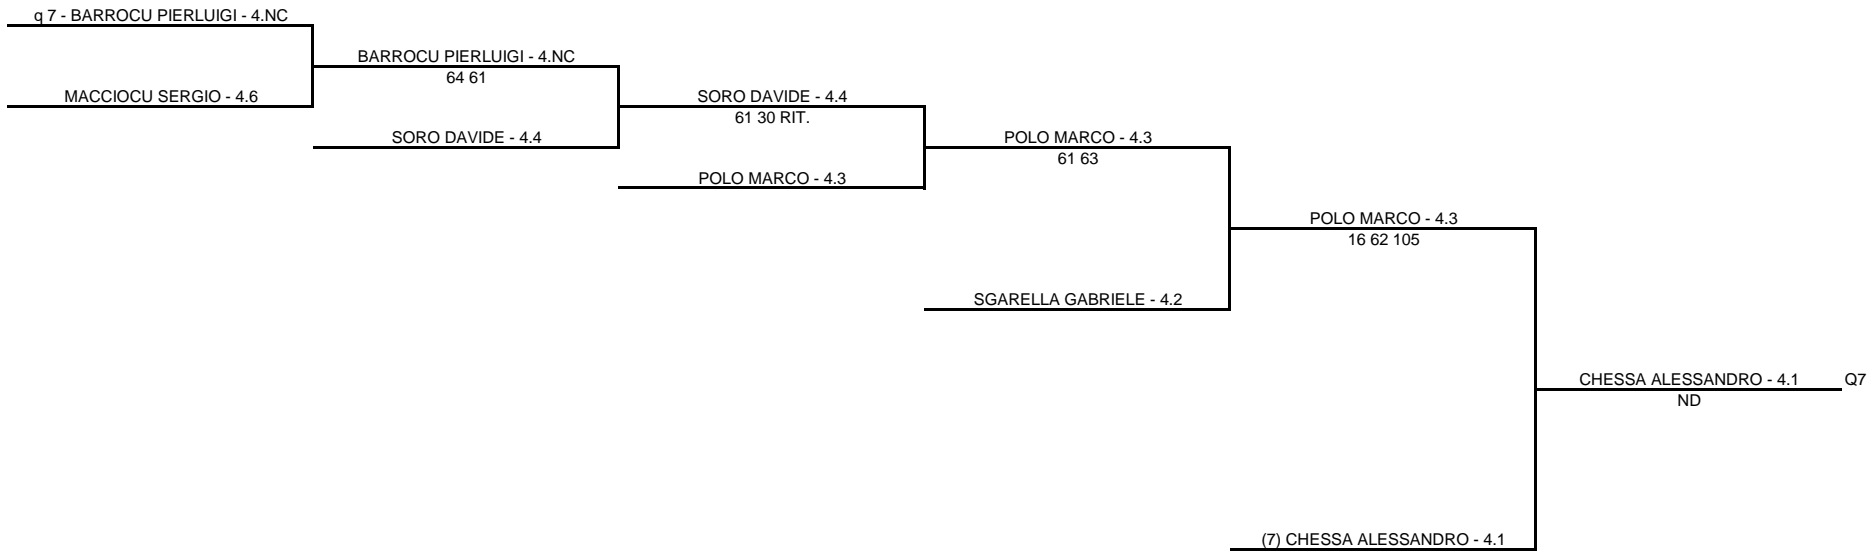 q 7 - BARROCU PIERLUIGI - 4.NC
BARROCU PIERLUIGI - 4.NC
64 61
MACCIOCU SERGIO - 4.6
SORO DAVIDE - 4.4
61 30 RIT.
SORO DAVIDE - 4.4
POLO MARCO - 4.3
61 63
POLO MARCO - 4.3
POLO MARCO - 4.3
16 62 105
SGARELLA GABRIELE - 4.2
CHESSA ALESSANDRO - 4.1 Q7
ND
(7) CHESSA ALESSANDRO - 4.1